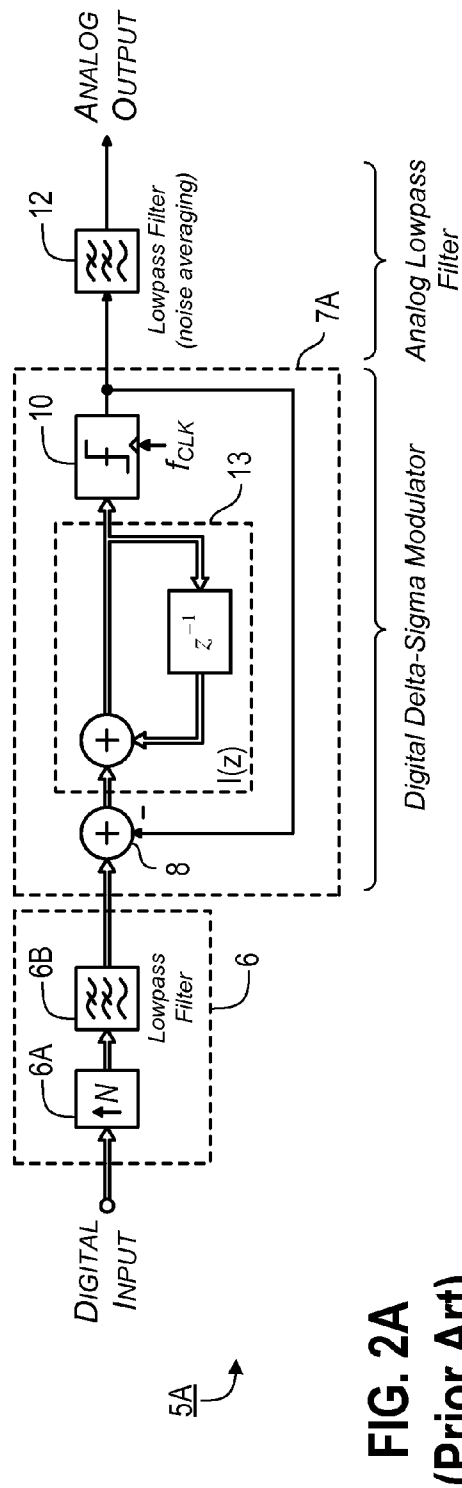 5A
DIGITAL
INPUT
6A
↑N
6B
Lowpass
Filter
6
8
+
−
+
z⁻¹
I(z)
13
10
fCLK
7A
12
Lowpass Filter
(noise averaging)
ANALOG
OUTPUT
Digital Delta-Sigma Modulator
Analog Lowpass
Filter
FIG. 2A
(Prior Art)